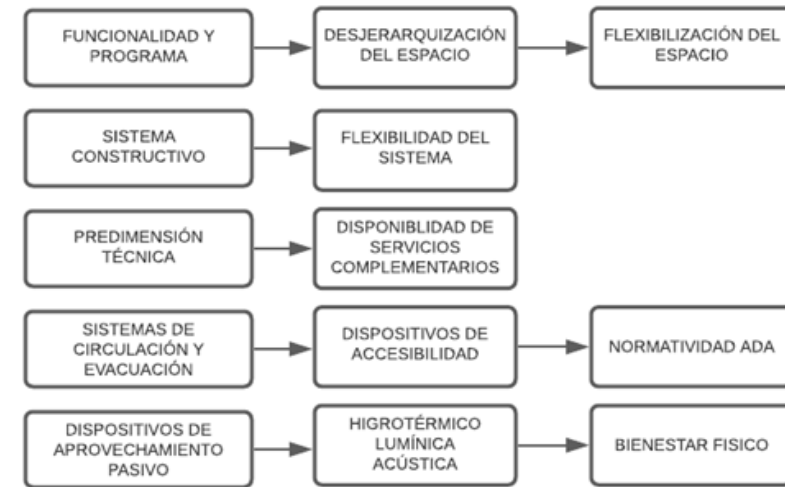 FUNCIONALIDAD Y
PROGRAMA
DESJERARQUIZACIÓN
DEL ESPACIO
FLEXIBILIZACIÓN DEL
ESPACIO
SISTEMA
CONSTRUCTIVO
FLEXIBILIDAD DEL
SISTEMA
PREDIMENSIÓN
TÉCNICA
DISPONIBLIDAD DE
SERVICIOS
COMPLEMENTARIOS
SISTEMAS DE
CIRCULACIÓN Y
EVACUACIÓN
DISPOSITIVOS DE
ACCESIBILIDAD
NORMATIVIDAD ADA
DISPOSITIVOS DE
APROVECHAMIENTO
PASIVO
HIGROTÉRMICO
LUMÍNICA
ACÚSTICA
BIENESTAR FISICO